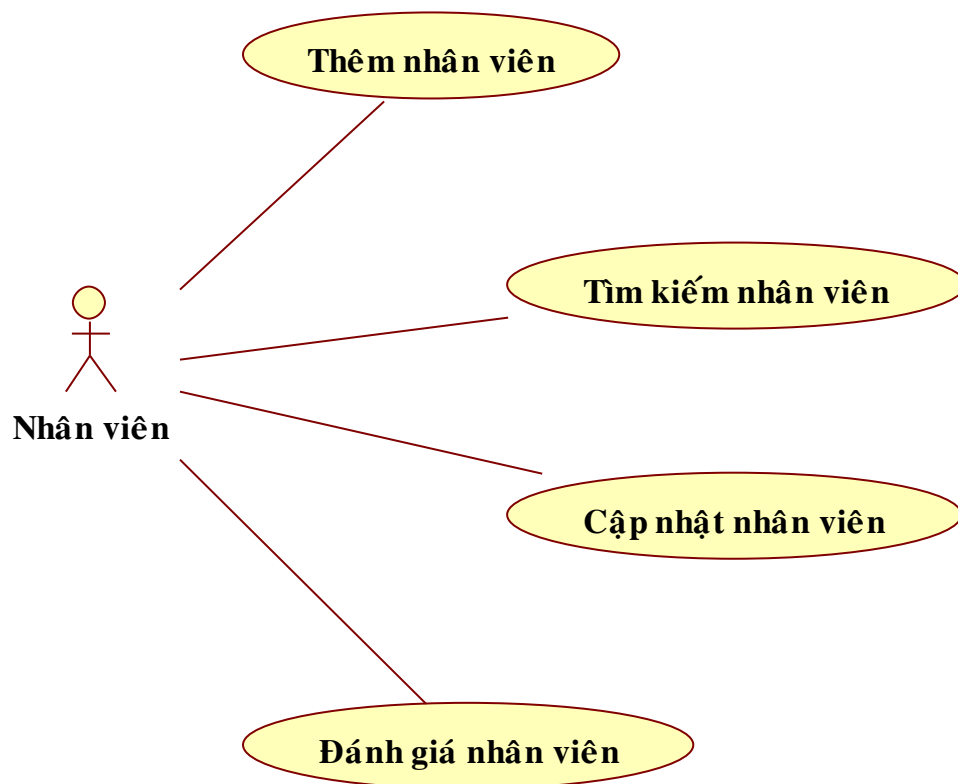 Thêm nhân viên
Tìm kiếm nhân viên
Nhân viên
Cập nhật nhân viên
Đánh giá nhân viên